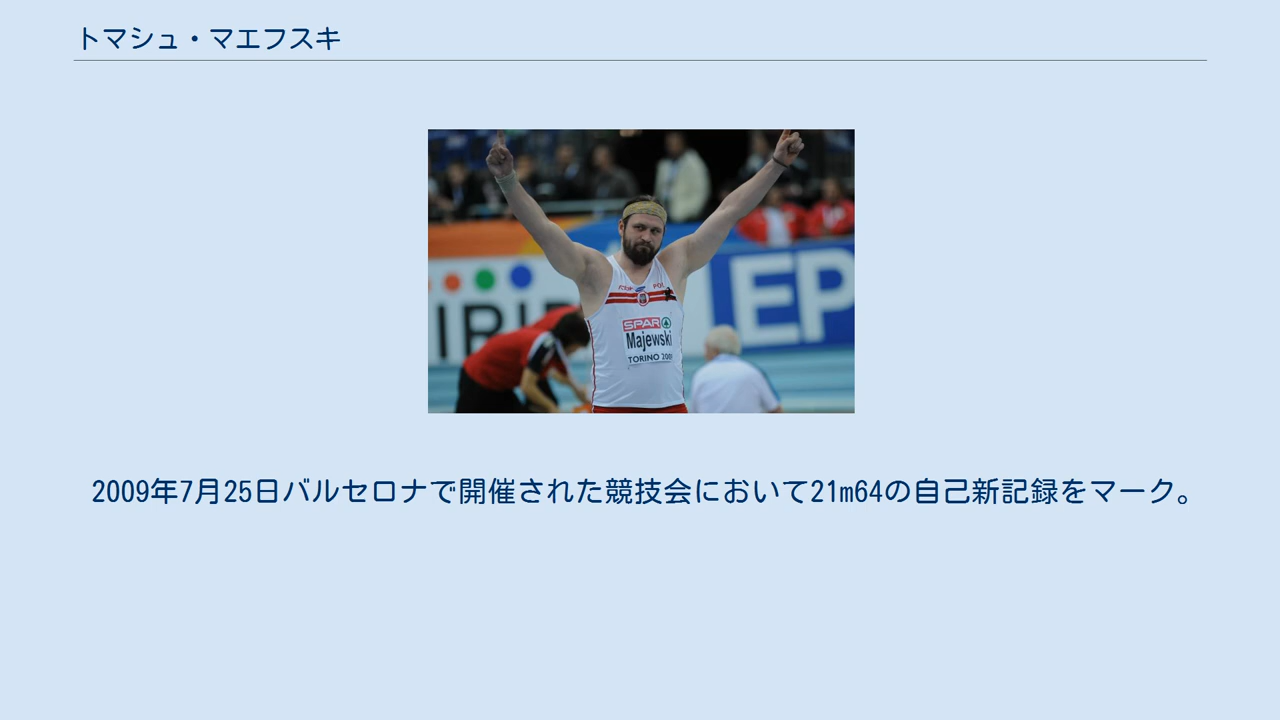 トマシュ・マエフスキ
EP
SPAR
Majewski
TORINO 200
2009年7月25日バルセロナで開催された競技会において21m64の自己新記録をマーク。